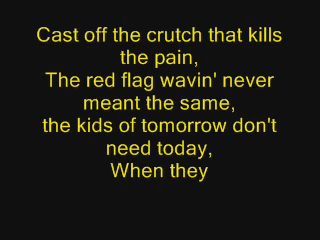 Cast off the crutch that kills
the pain,
The red flag wavin' never
meant the same,
the kids of tomorrow don't
need today,
When they